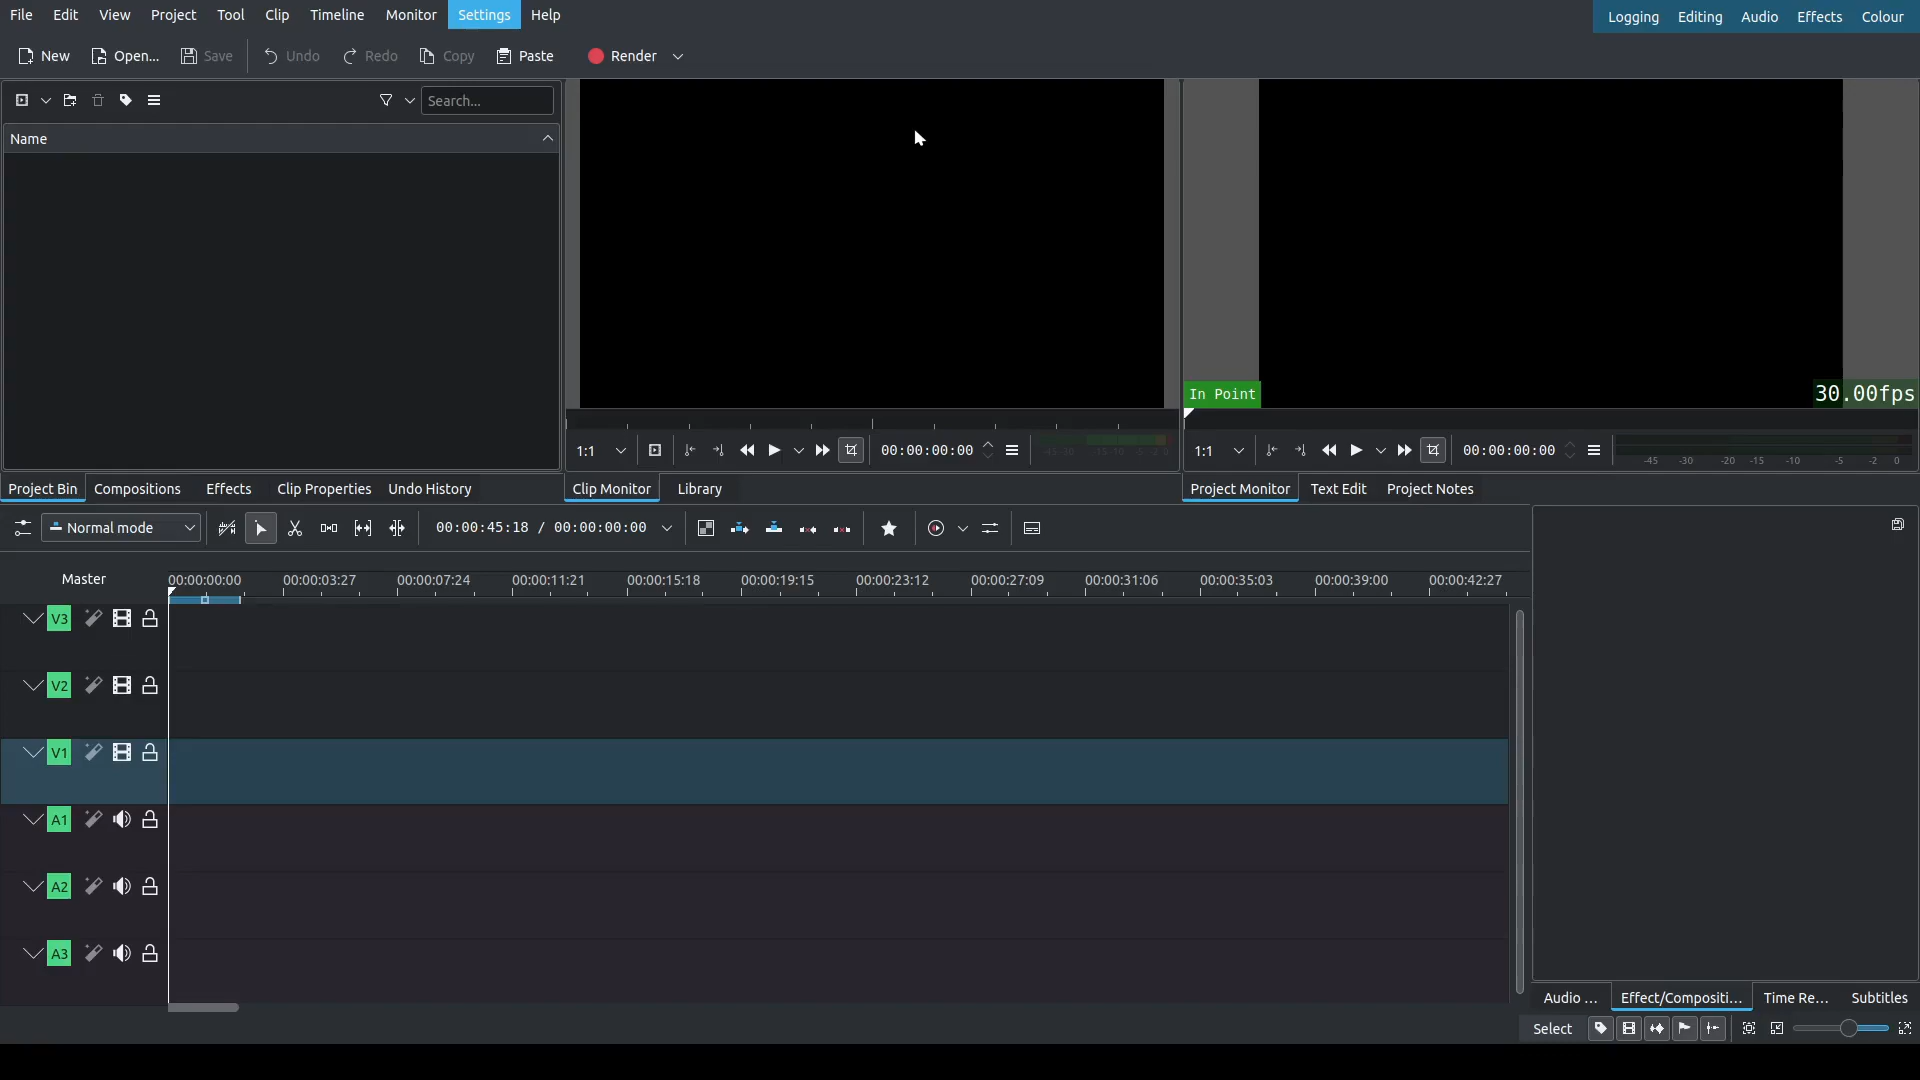 File Edit View Project Tool Clip Timeline Monitor Settings Help
Logging Editing Audio Effects Colour
New Open... Save Undo Redo Copy Paste Render
Search...
Name
In Point
30.00fps
1:1 00:00:00:00
1:1 00:00:00:00
-45 -30 -20 -15 -10 -5 -2 0
Project Bin Compositions Effects Clip Properties Undo History
Clip Monitor Library
Project Monitor Text Edit Project Notes
Normal mode 00:00:45:18 / 00:00:00:00
Master 00:00:00:00 00:00:03:27 00:00:07:24 00:00:11:21 00:00:15:18 00:00:19:15 00:00:23:12 00:00:27:09 00:00:31:06 00:00:35:03 00:00:39:00 00:00:42:27
V3
V2
V1
A1
A2
A3
Audio ... Effect/Compositi... Time Re... Subtitles
Select